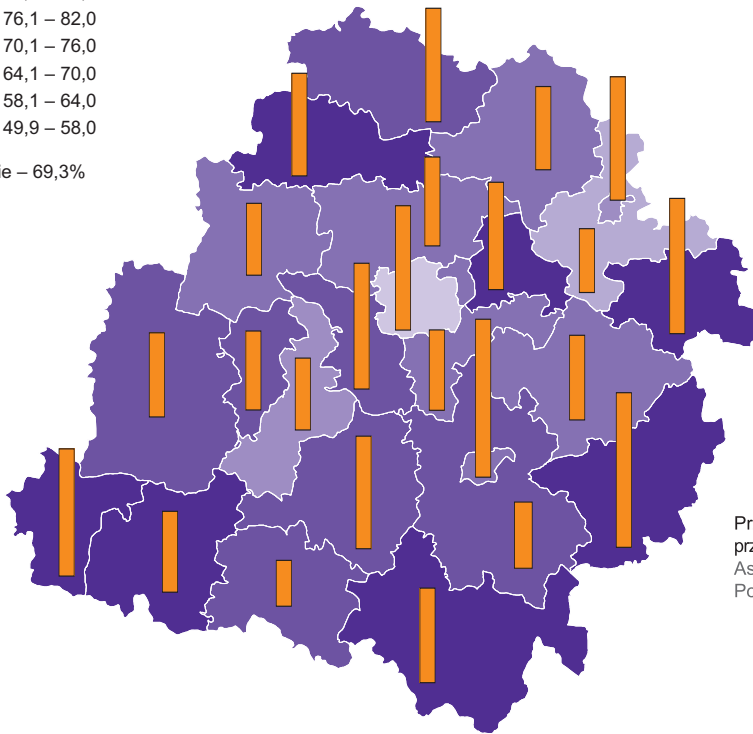 76,1 – 82,0
70,1 – 76,0
64,1 – 70,0
58,1 – 64,0
49,9 – 58,0
ie – 69,3%
Pr
prz
As
Po